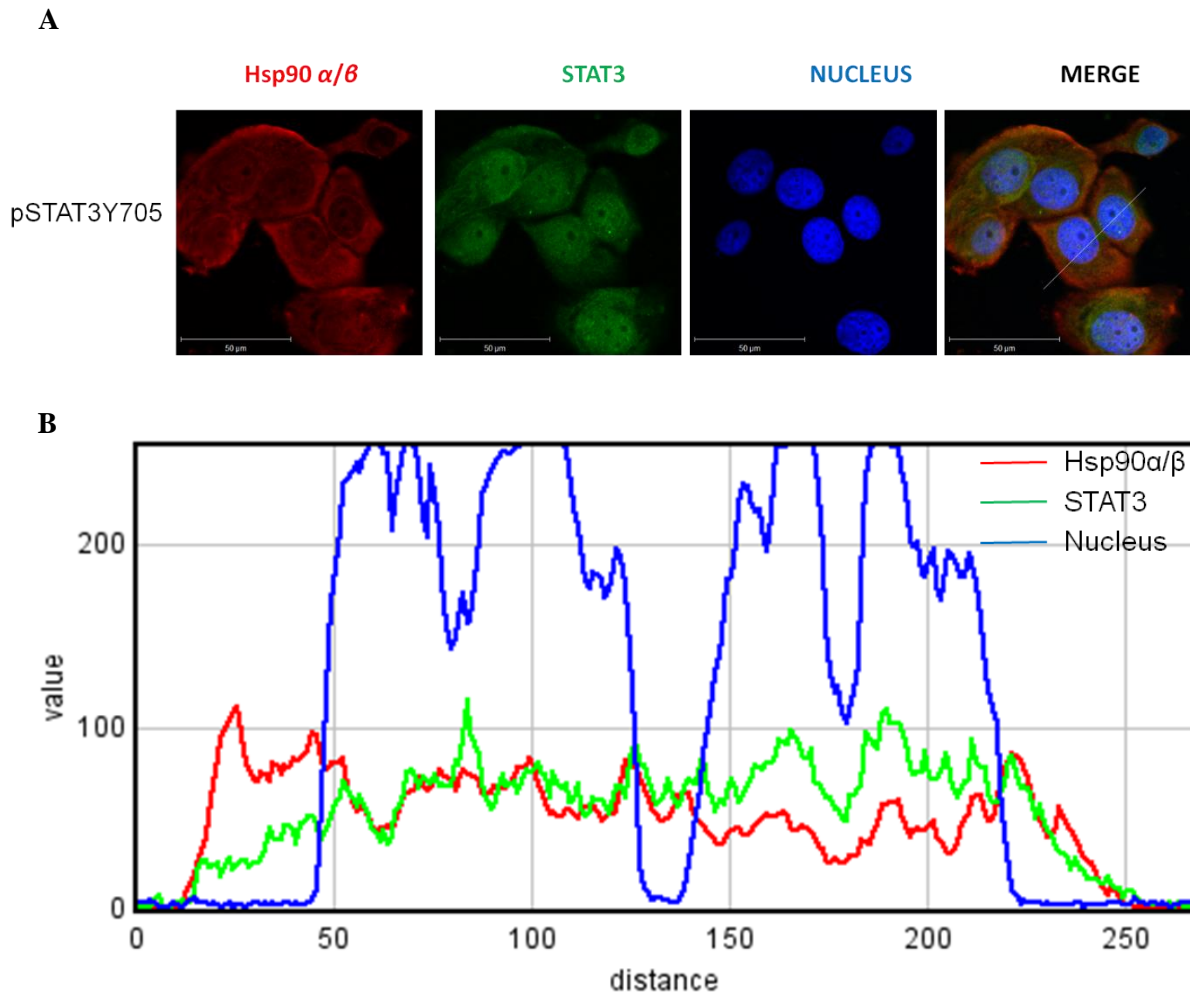 A
Hsp90 α/β STAT3 NUCLEUS MERGE
pSTAT3Y705
50 µm 50 µm 50 µm 50 µm
B
Hsp90α/β
STAT3
Nucleus
200
100
0
value
0 50 100 150 200 250
distance